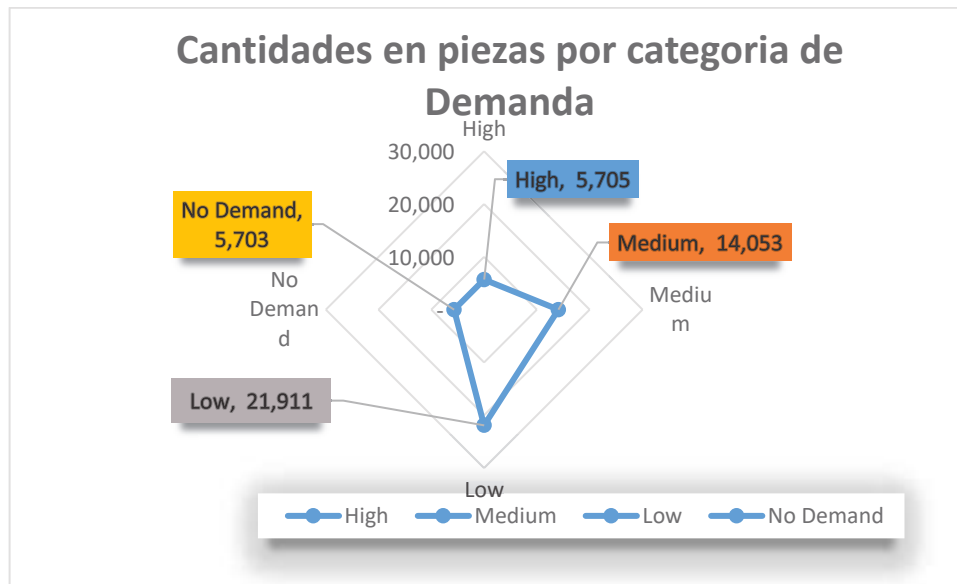 Cantidades en piezas por categoria de
Demanda
High
30,000
20,000
10,000
-
High, 5,705
No Demand,
5,703
Medium, 14,053
No
Deman
d
Mediu
m
Low, 21,911
Low
High
Medium
Low
No Demand